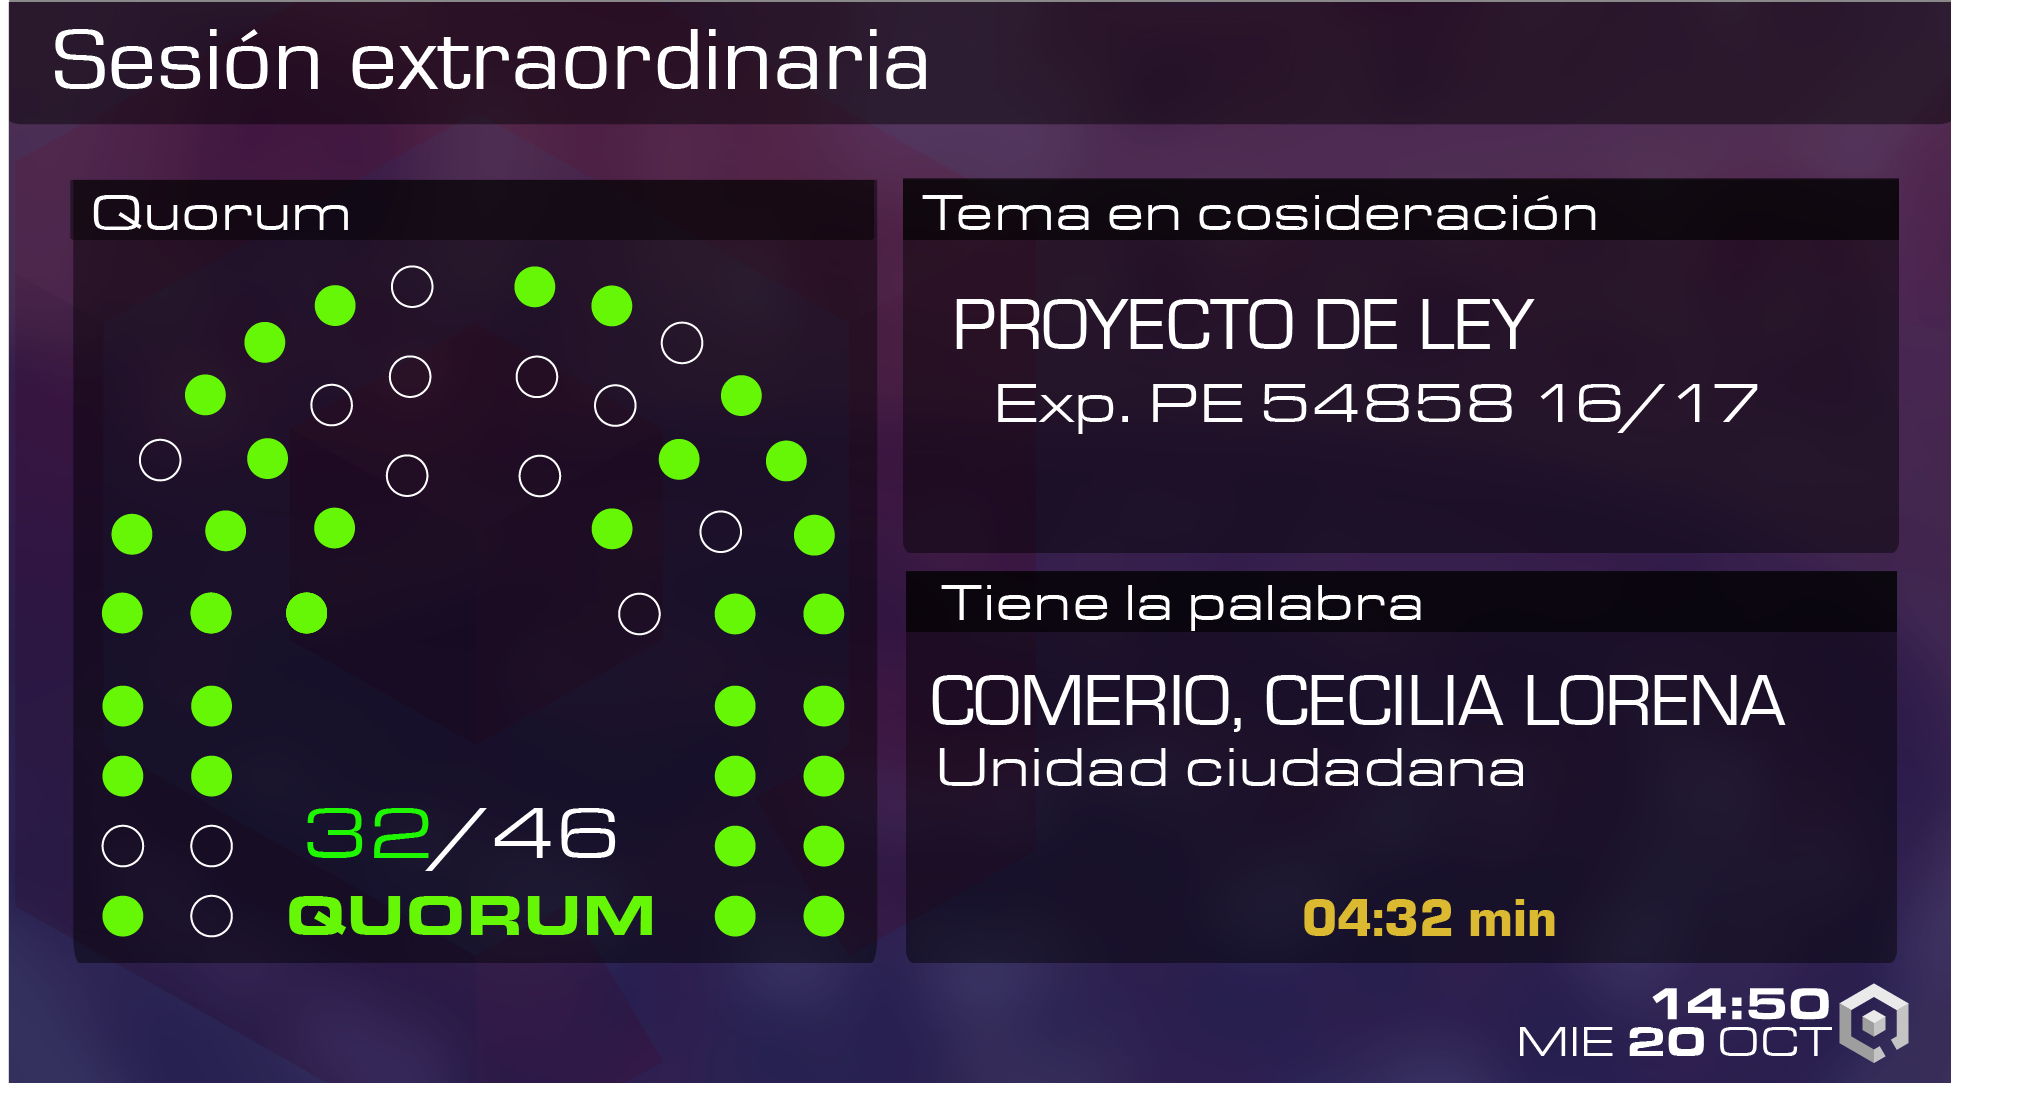 Sesión extraordinaria
Quorum
32/46
QUORUM
Tema en cosideración
PROYECTO DE LEY
Exp. PE 54858 16/17
Tiene la palabra
COMERIO, CECILIA LORENA
Unidad ciudadana
04:32 min
14:50
MIE 20 OCT